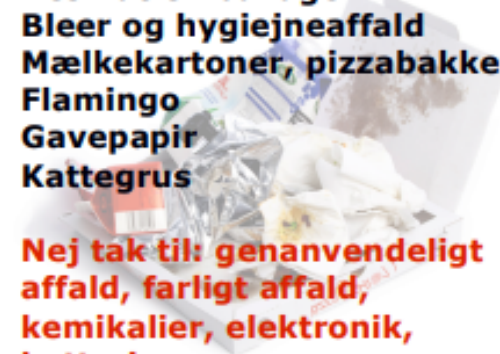 Bleer og hygiejneaffald
Mælkekartoner, pizzabakke
Flamingo
Gavepapir
Kattegrus
Nej tak til: genanvendeligt
affald, farligt affald,
kemikalier, elektronik,